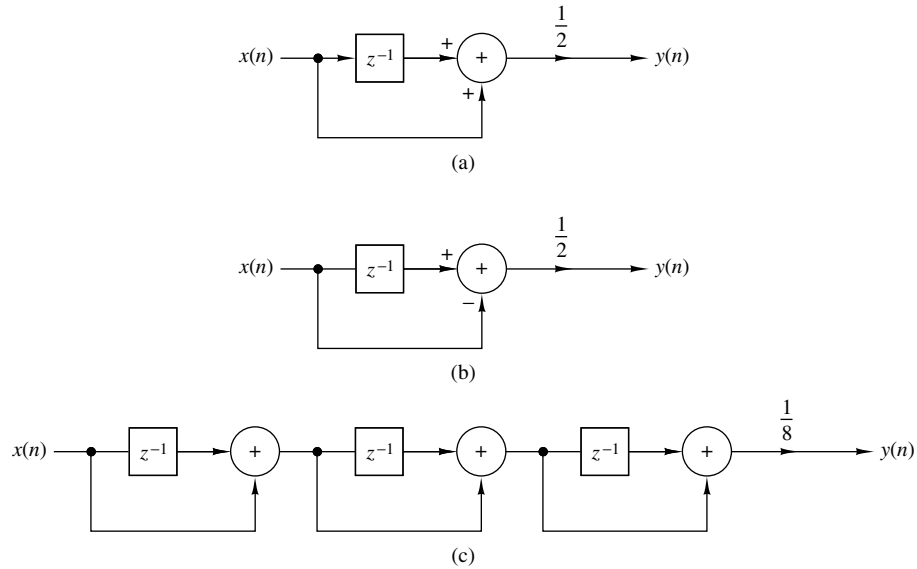 1
2
x(n) z⁻¹ + + y(n)
+
(a)
1
2
x(n) z⁻¹ + + y(n)
−
(b)
1
8
x(n) z⁻¹ + z⁻¹ + z⁻¹ + y(n)
(c)